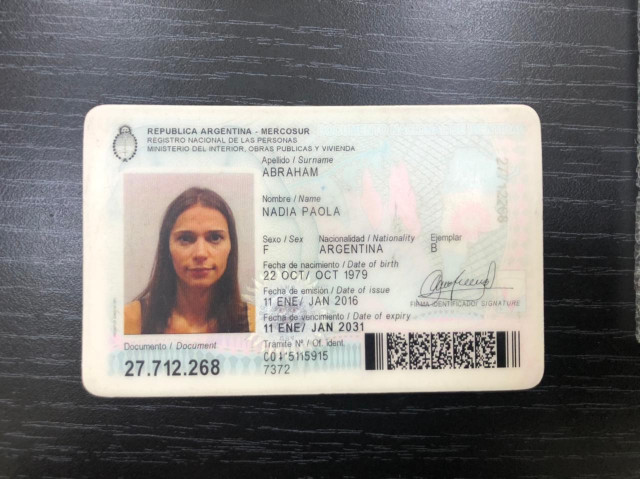 REPUBLICA ARGENTINA - MERCOSUR
REGISTRO NACIONAL DE LAS PERSONAS
MINISTERIO DEL INTERIOR, OBRAS PUBLICAS Y VIVIENDA
Apellido / Surname
ABRAHAM
Nombre / Name
NADIA PAOLA
Sexo / Sex Nacionalidad / Nationality Ejemplar
F ARGENTINA B
Fecha de nacimiento / Date of birth
22 OCT/ OCT 1979
Fecha de emisión / Date of issue
11 ENE/ JAN 2016
FIRMA CERTIFICADO/ SIGNATURE
Fecha de vencimiento / Date of expiry
11 ENE/ JAN 2031
Documento / Document
27.712.268
Tramite Nº / Of. ident.
7372